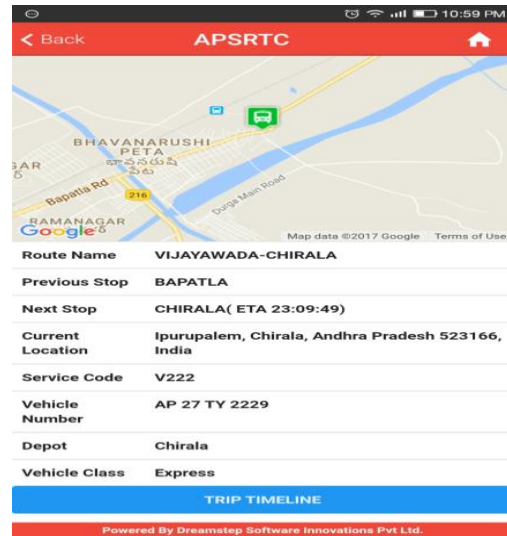 10:59 PM
Back
APSRTC
BHAVANARUSHI
PETA
భావనరుషి
పేట
Bapatla Rd
216
Durga Main Road
RAMANAGAR
Google
Map data ©2017 Google Terms of Use
Route Name VIJAYAWADA-CHIRALA
Previous Stop BAPATLA
Next Stop CHIRALA( ETA 23:09:49)
Current Ipurupalem, Chirala, Andhra Pradesh 523166,
Location India
Service Code V222
Vehicle AP 27 TY 2229
Number
Depot Chirala
Vehicle Class Express
TRIP TIMELINE
Powered By Dreamstep Software Innovations Pvt Ltd.